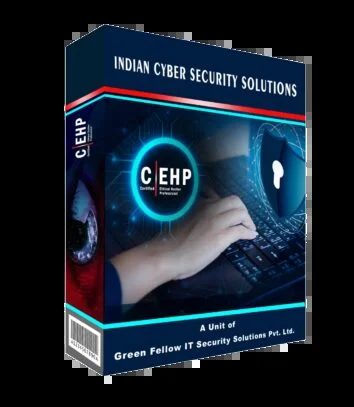 INDIAN CYBER SECURITY SOLUTIONS
C|EHP
C|EHP
Certified Ethical Hacker
Professional
A Unit of
Green Fellow IT Security Solutions Pvt. Ltd.